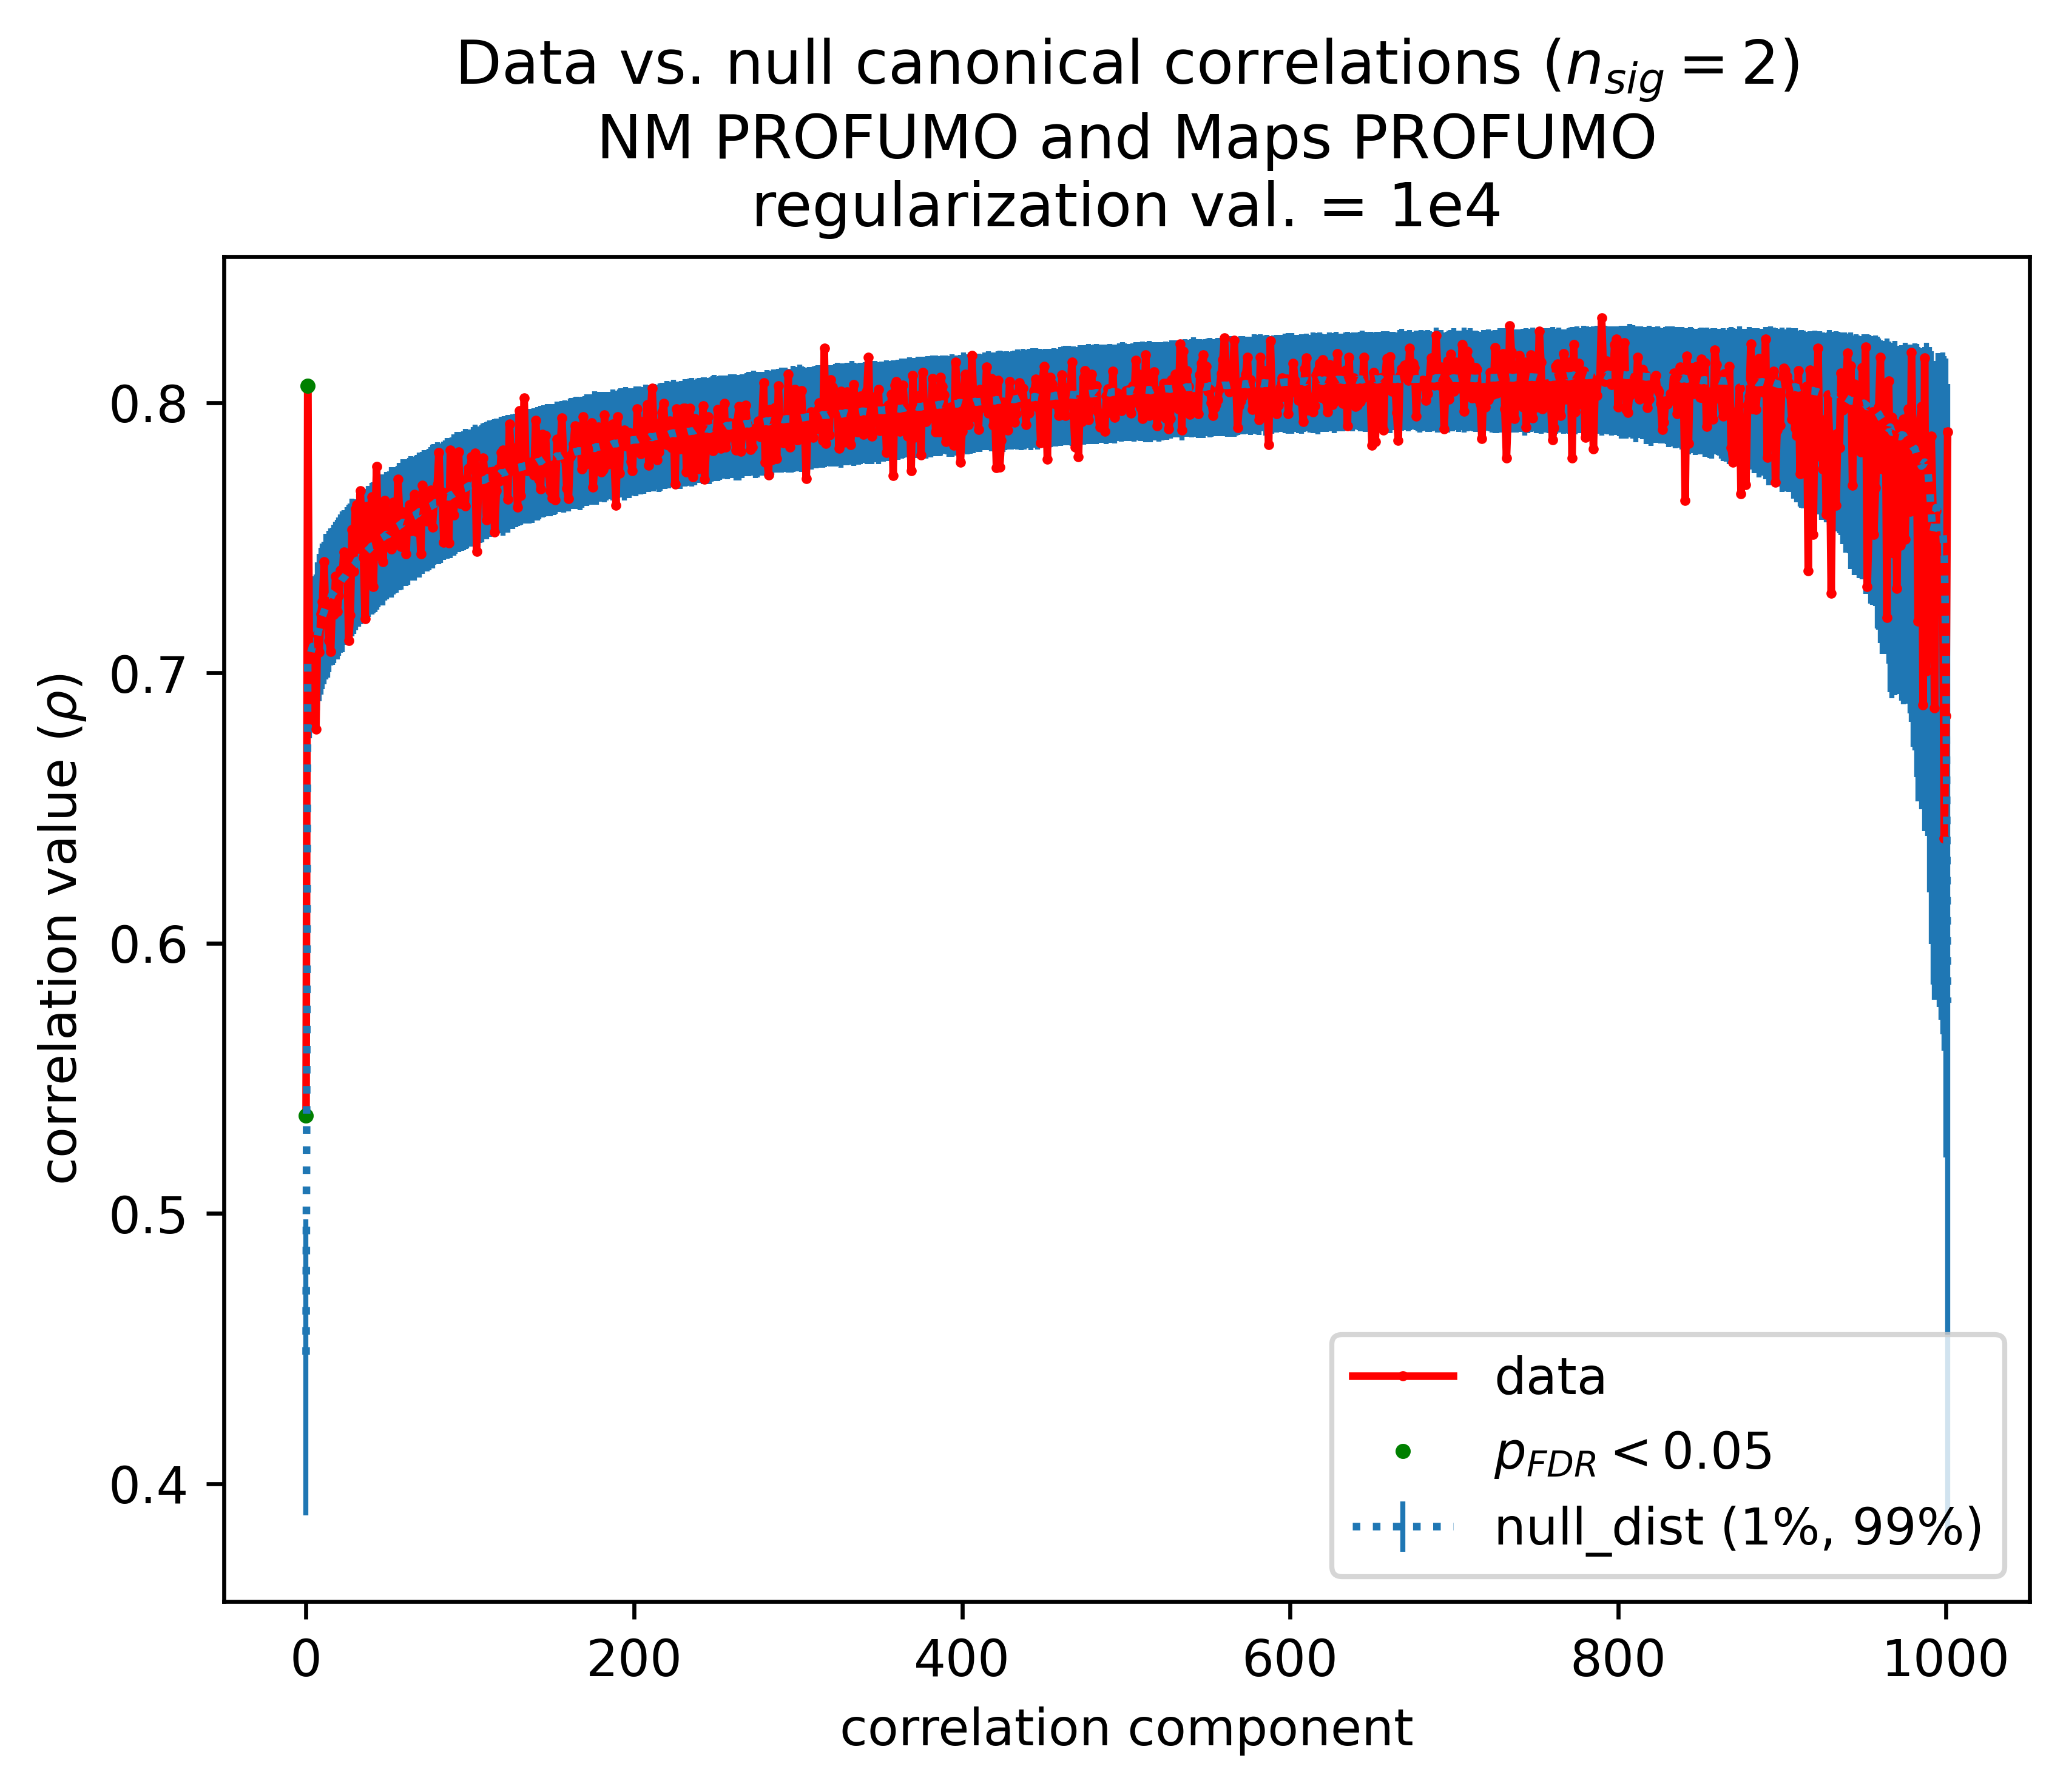 Data vs. null canonical correlations (n_sig = 2)
NM PROFUMO and Maps PROFUMO
regularization val. = 1e4
correlation value (ρ)
0.8
0.7
0.6
0.5
0.4
data
p_FDR < 0.05
null_dist (1%, 99%)
0 200 400 600 800 1000
correlation component